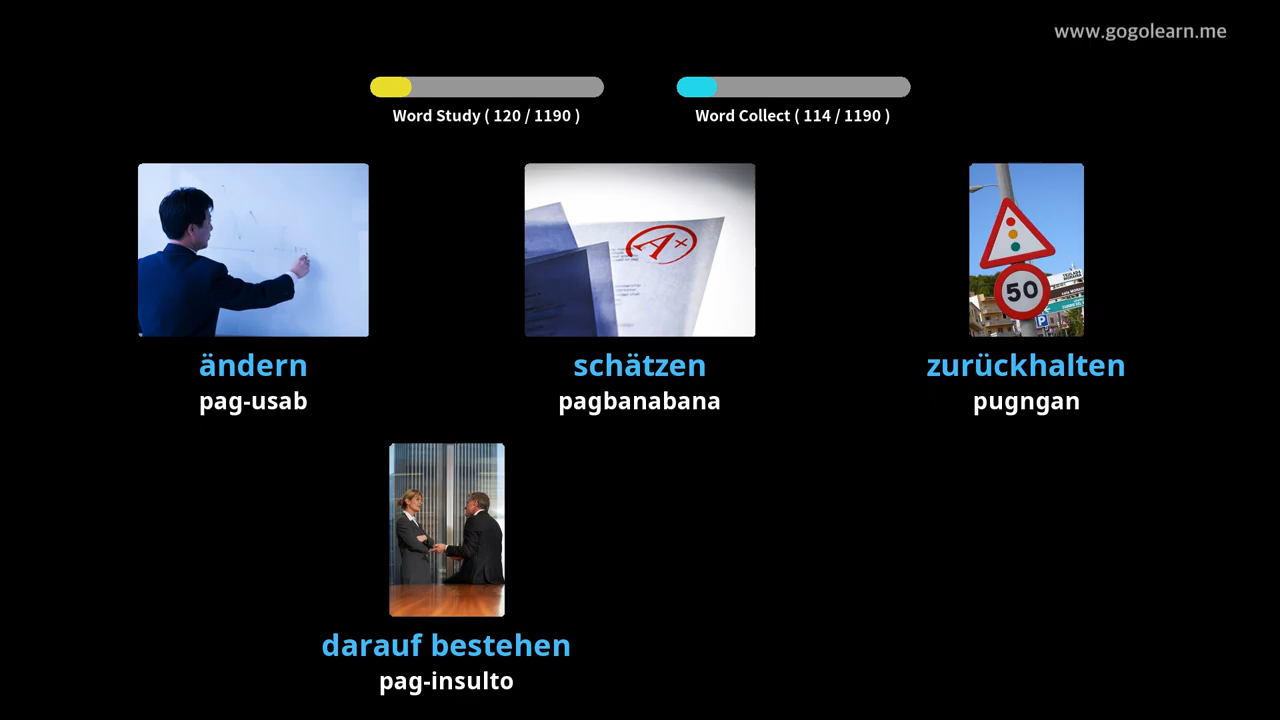 www.gogolearn.me
Word Study ( 120 / 1190 )
Word Collect ( 114 / 1190 )
A+
50
P
ändern
schätzen
zurückhalten
pag-usab
pagbanabana
pugngan
darauf bestehen
pag-insulto